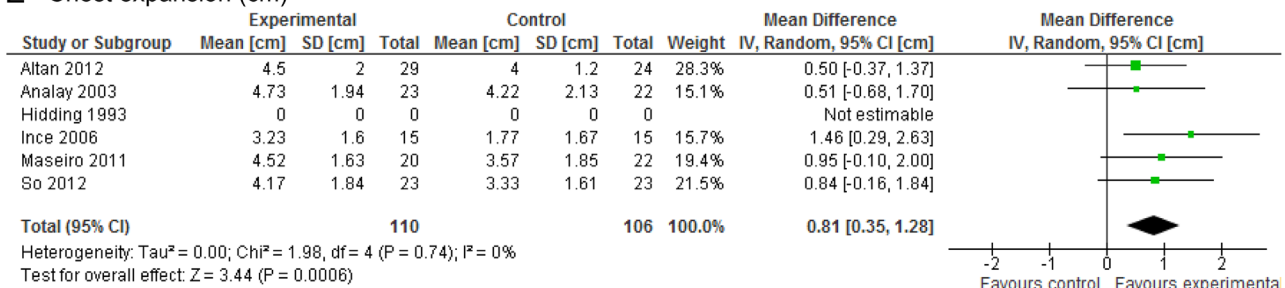 Chest expansion (cm)
Experimental Control Mean Difference Mean Difference
Study or Subgroup Mean [cm] SD [cm] Total Mean [cm] SD [cm] Total Weight IV, Random, 95% CI [cm] IV, Random, 95% CI [cm]
Altan 2012 4.5 2 29 4 1.2 24 28.3% 0.50 [-0.37, 1.37]
Analay 2003 4.73 1.94 23 4.22 2.13 22 15.1% 0.51 [-0.68, 1.70]
Hidding 1993 0 0 0 0 0 0 Not estimable
Ince 2006 3.23 1.6 15 1.77 1.67 15 15.7% 1.46 [0.29, 2.63]
Maseiro 2011 4.52 1.63 20 3.57 1.85 22 19.4% 0.95 [-0.10, 2.00]
So 2012 4.17 1.84 23 3.33 1.61 23 21.5% 0.84 [-0.16, 1.84]
Total (95% CI) 110 106 100.0% 0.81 [0.35, 1.28]
Heterogeneity: Tau² = 0.00; Chi² = 1.98, df = 4 (P = 0.74); I² = 0%
Test for overall effect: Z = 3.44 (P = 0.0006)
-2 -1 0 1 2
Favours control Favours experimental